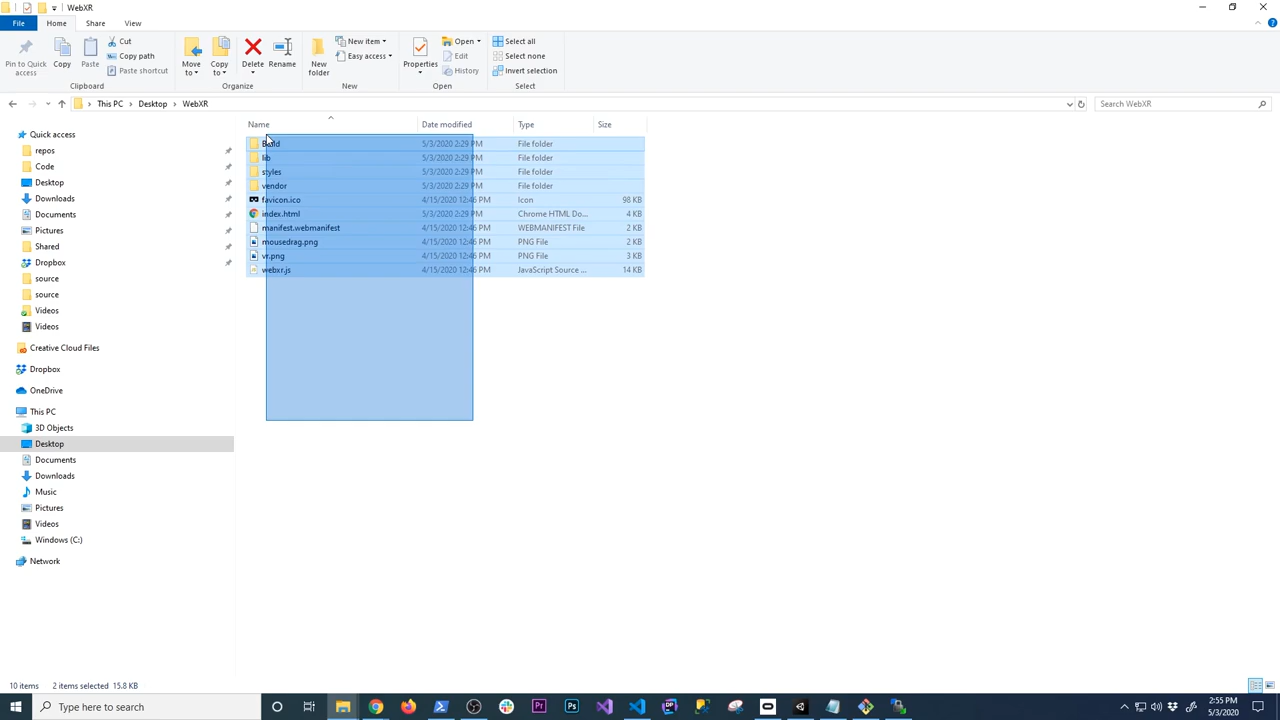 WebXR
File
Home
Share
View
Pin to Quick access
Copy
Paste
Cut
Copy path
Paste shortcut
Clipboard
Move to
Copy to
Delete
Rename
Organize
New folder
New item
Easy access
New
Properties
Open
Edit
History
Open
Select all
Select none
Invert selection
Select
This PC > Desktop > WebXR
Search WebXR
Name Date modified Type Size
Build 5/3/2020 2:29 PM File folder
lib 5/3/2020 2:29 PM File folder
styles 5/3/2020 2:29 PM File folder
vendor 5/3/2020 2:29 PM File folder
favicon.ico 4/15/2020 12:46 PM Icon 98 KB
index.html 5/3/2020 2:29 PM Chrome HTML Do... 4 KB
manifest.webmanifest 4/15/2020 12:46 PM WEBMANIFEST File 2 KB
mousedrag.png 4/15/2020 12:46 PM PNG File 2 KB
vr.png 4/15/2020 12:46 PM PNG File 3 KB
webxr.js 4/15/2020 12:46 PM JavaScript Source ... 14 KB
Quick access
repos
Code
Desktop
Downloads
Documents
Pictures
Shared
Dropbox
source
source
Videos
Videos
Creative Cloud Files
Dropbox
OneDrive
This PC
3D Objects
Desktop
Documents
Downloads
Music
Pictures
Videos
Windows (C:)
Network
10 items 2 items selected 15.8 KB
Type here to search
2:55 PM
5/3/2020